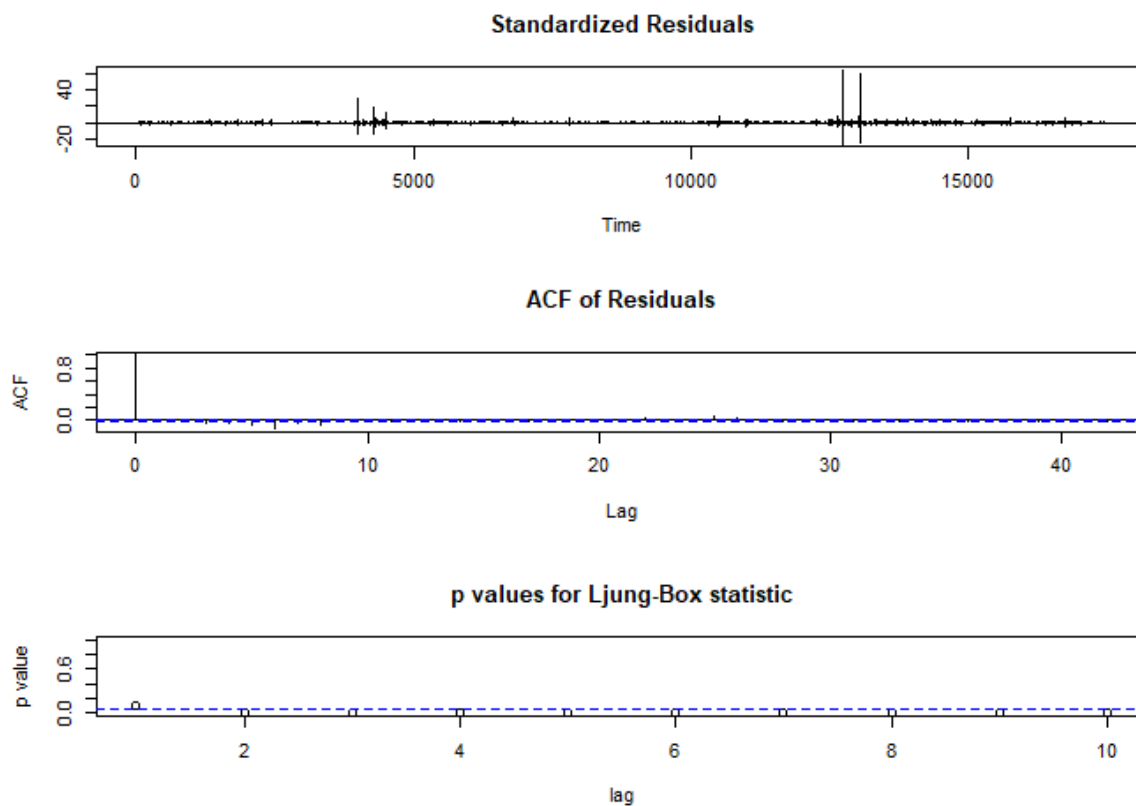 Standardized Residuals
40
-20
0 5000 10000 15000
Time
ACF of Residuals
ACF
0.8
0.0
0 10 20 30 40
Lag
p values for Ljung-Box statistic
p value
0.6
0.0
2 4 6 8 10
lag